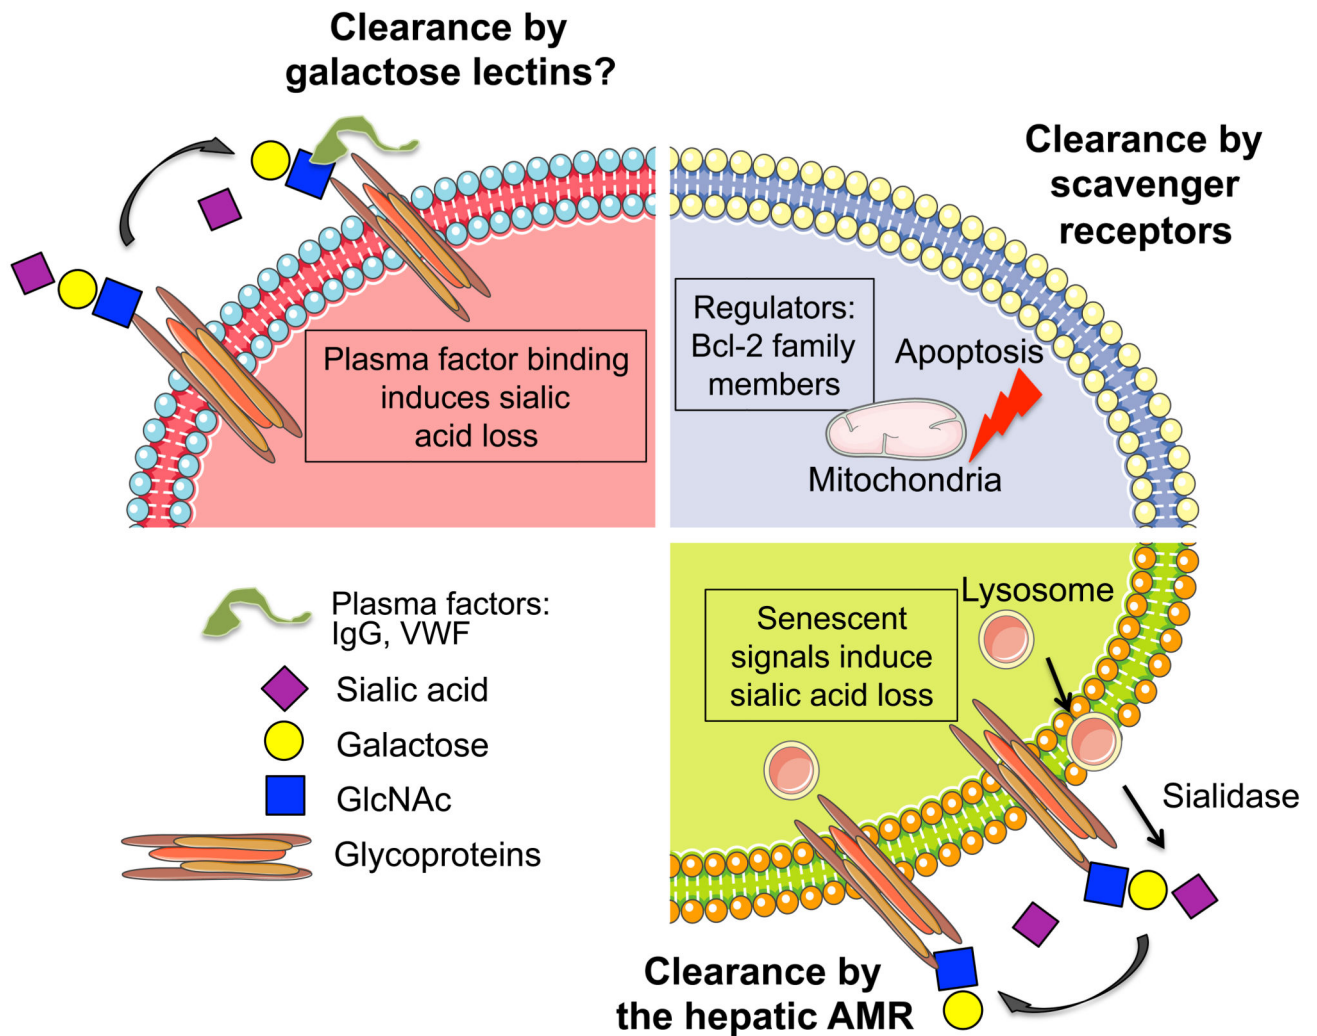 Clearance by
galactose lectins?
Clearance by
scavenger
receptors
Plasma factor binding
induces sialic
acid loss
Regulators:
Bcl-2 family
members
Apoptosis
Mitochondria
Plasma factors:
IgG, VWF
Sialic acid
Galactose
GlcNAc
Glycoproteins
Senescent
signals induce
sialic acid loss
Lysosome
Sialidase
Clearance by
the hepatic AMR